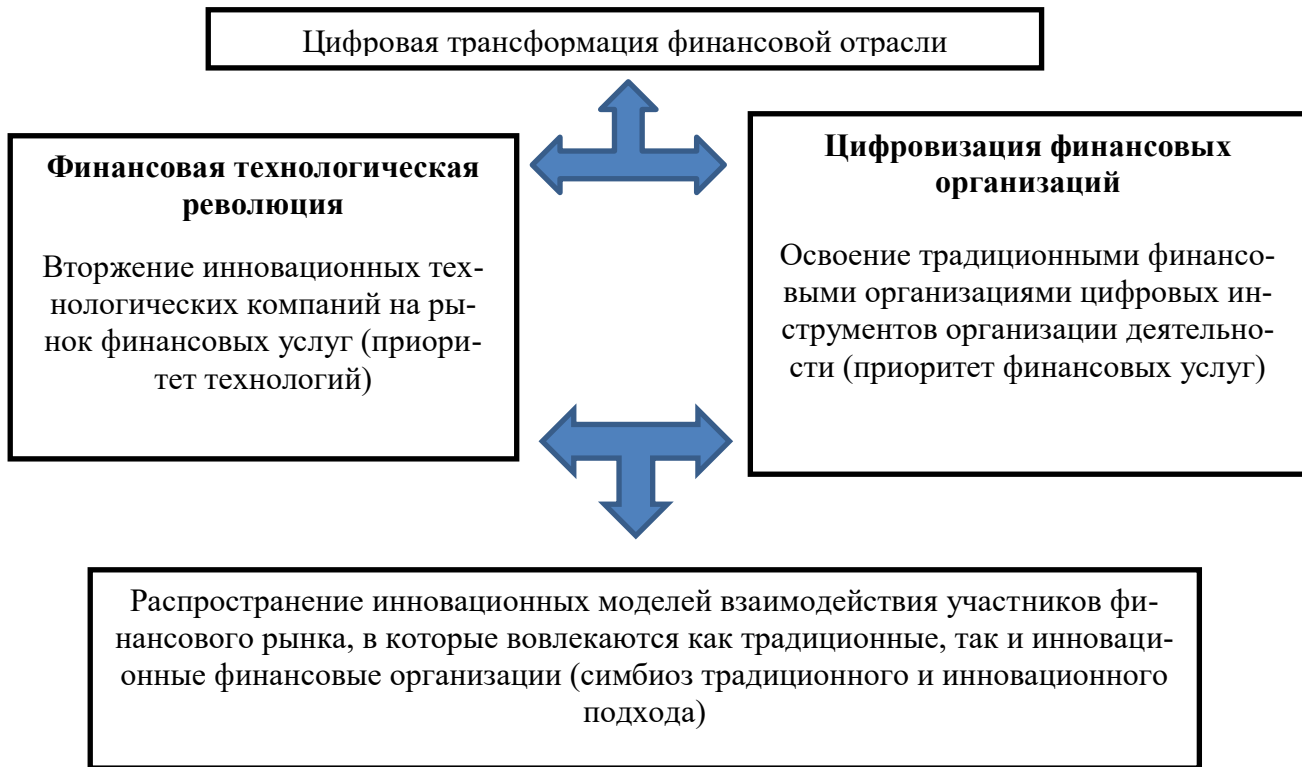 Цифровая трансформация финансовой отрасли
Финансовая технологическая
революция
Вторжение инновационных тех-
нологических компаний на ры-
нок финансовых услуг (приори-
тет технологий)
Цифровизация финансовых
организаций
Освоение традиционными финансо-
выми организациями цифровых ин-
струментов организации деятельно-
сти (приоритет финансовых услуг)
Распространение инновационных моделей взаимодействия участников фи-
нансового рынка, в которые вовлекаются как традиционные, так и инноваци-
онные финансовые организации (симбиоз традиционного и инновационного
подхода)